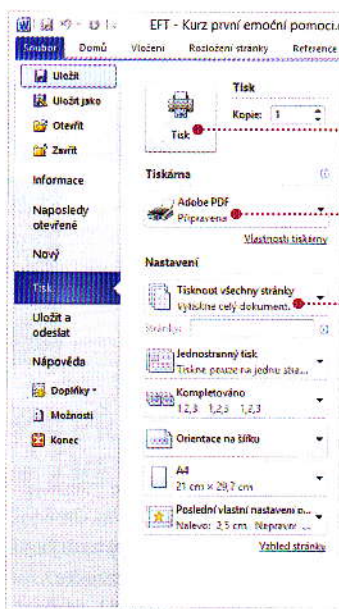 EFT - Kurz první emoční pomoci.
Soubor Domů Vložení Rozložení stránky Reference
Uložit
Uložit jako
Otevřít
Zavřít
Informace
Naposledy
otevřené
Nový
Tisk
Uložit a
odeslat
Nápověda
Doplňky
Možnosti
Konec
Tisk
Kopie: 1
Tisk
Tiskárna
Adobe PDF
Připravena
Vlastnosti tiskárny
Nastavení
Tisknout všechny stránky
Vytiskne celý dokument.
Stránky:
Jednostranný tisk
Tiskne pouze na jednu stra...
Kompletováno
1,2,3 1,2,3 1,2,3
Orientace na šířku
A4
21 cm × 29,7 cm
Poslední vlastní nastavení o...
Nalevo: 2,5 cm Nepravý: ...
Vzhled stránky